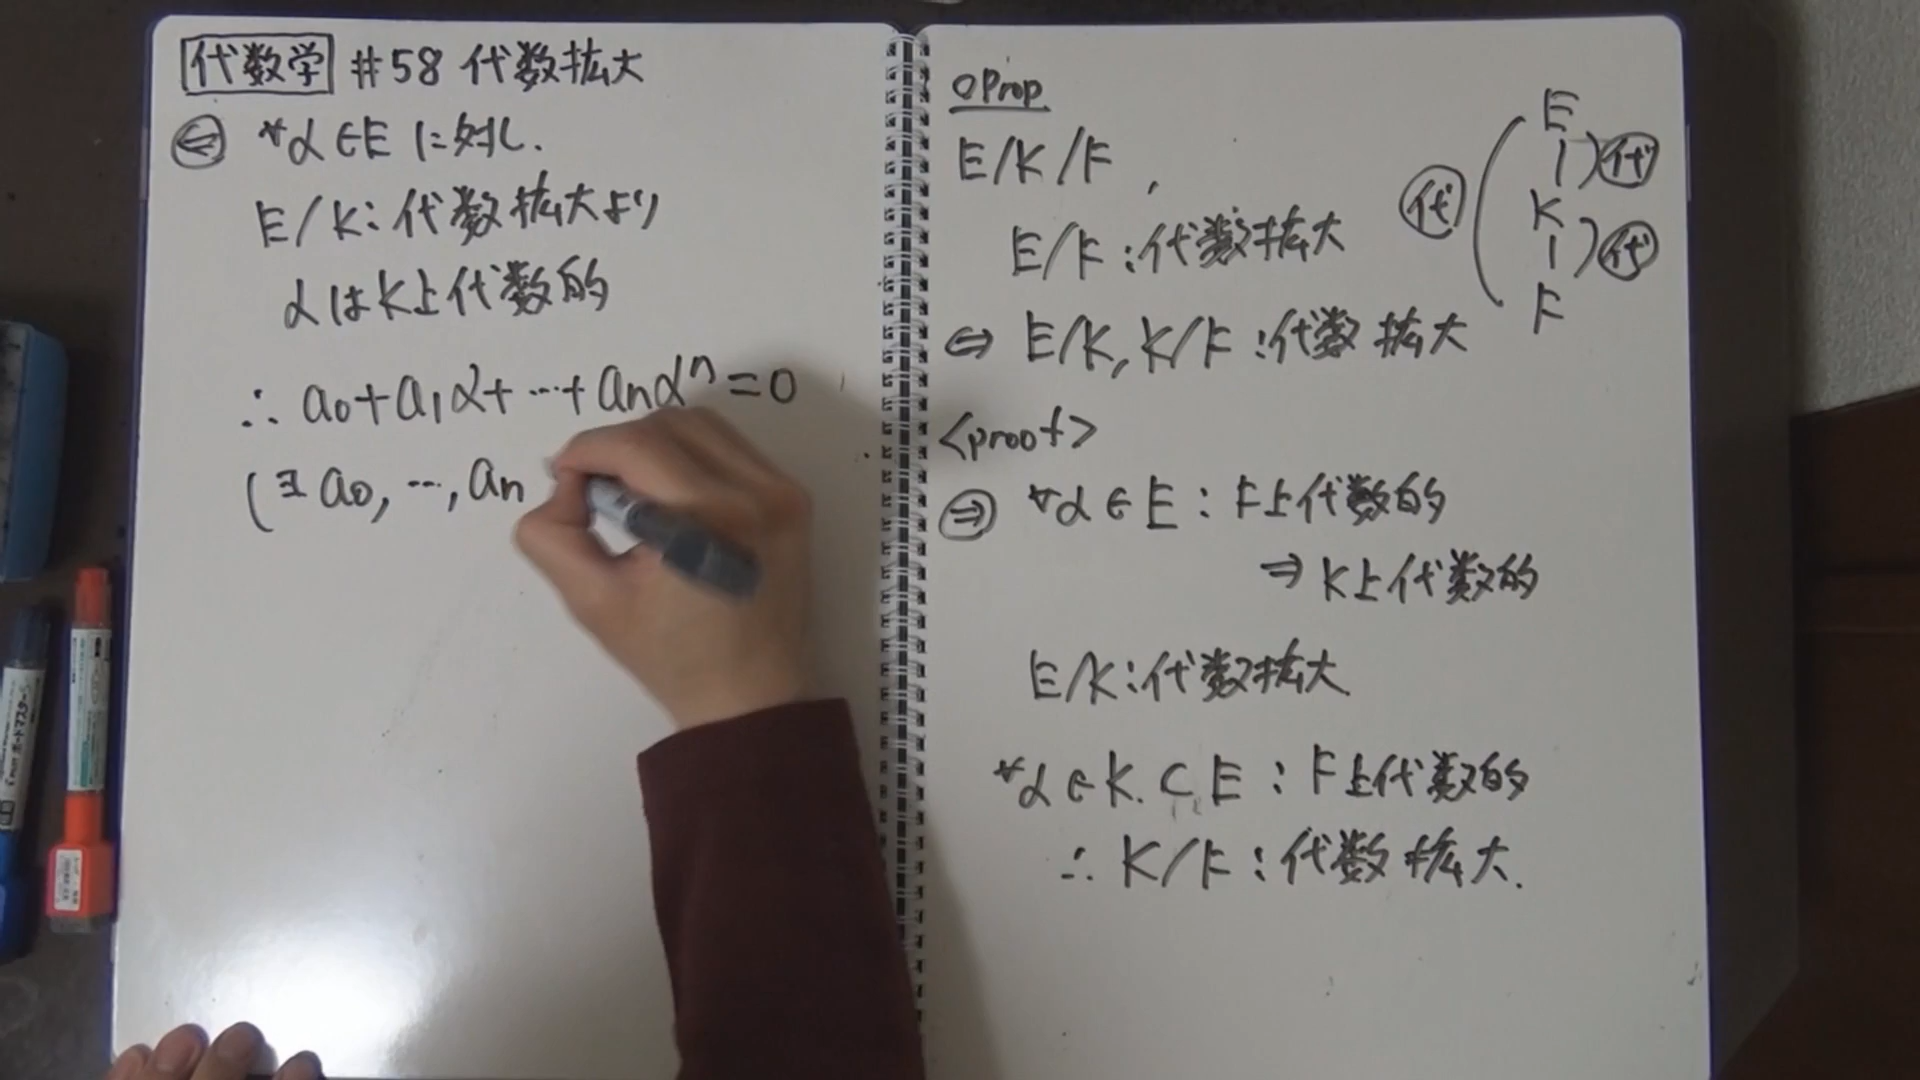 代数学 #58 代数拡大
⇐ ∀α∈E に対し.
E/K:代数拡大より
αはK上代数的
∴ a0+a1α+…+anαⁿ=0
(∃a0, …, an
○Prop
E/K/F ,
E/F:代数拡大
⇔ E/K, K/F:代数拡大
<proof>
⇒ ∀α∈E : F上代数的
⇒ K上代数的
E/K:代数拡大
∀α∈K.⊂E : F上代数的
∴ K/F:代数拡大.
E
代
K
代
代
F